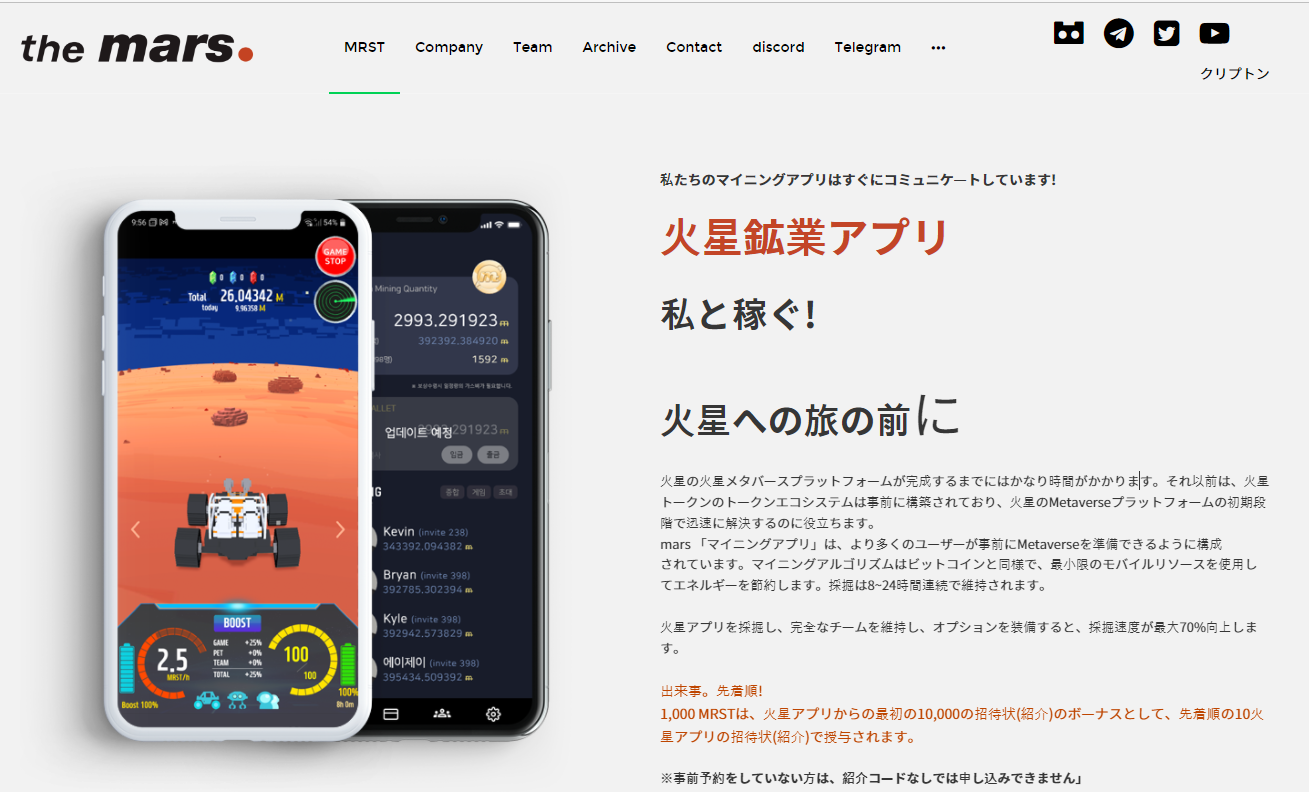 the mars.
MRST Company Team Archive Contact discord Telegram •••
クリプトン
私たちのマイニングアプリはすぐにコミュニケートしています!
火星鉱業アプリ
私と稼ぐ!
火星への旅の前に
火星の火星メタバースプラットフォームが完成するまでにはかなり時間がかかります。それ以前は、火星
トークンのトークンエコシステムは事前に構築されており、火星のMetaverseプラットフォームの初期段
階で迅速に解決するのに役立ちます。
mars 「マイニングアプリ」は、より多くのユーザーが事前にMetaverseを準備できるように構成
されています。マイニングアルゴリズムはビットコインと同様で、最小限のモバイルリソースを使用し
てエネルギーを節約します。採掘は8~24時間連続で維持されます。
火星アプリを採掘し、完全なチームを維持し、オプションを装備すると、採掘速度が最大70%向上しま
す。
出来事。先着順!
1,000 MRSTは、火星アプリからの最初の10,000の招待状(紹介)のボーナスとして、先着順の10火
星アプリの招待状(紹介)で授与されます。
※事前予約をしていない方は、紹介コードなしでは申し込みできません」
9:56
54%
GAME
STOP
0 0 0
Total 26,04342 M
today 9,96358 M
BOOST
GAME +25%
PET +0%
TEAM +0%
TOTAL +25%
2.5
MRST/h
100
100
Boost 100%
100%
8h 0m
Mining Quantity
2993.291923 m
392392.384920 m
98명) 1592 m
LLET
2993.291923 m
업데이트 예정
입금 출금
NG
종합 게임 초대
Kevin (invite 238)
343392.094382 m
Bryan (invite 398)
392785.302394 m
Kyle (invite 398)
392942.573829 m
에이제이 (invite 398)
395434.509392 m